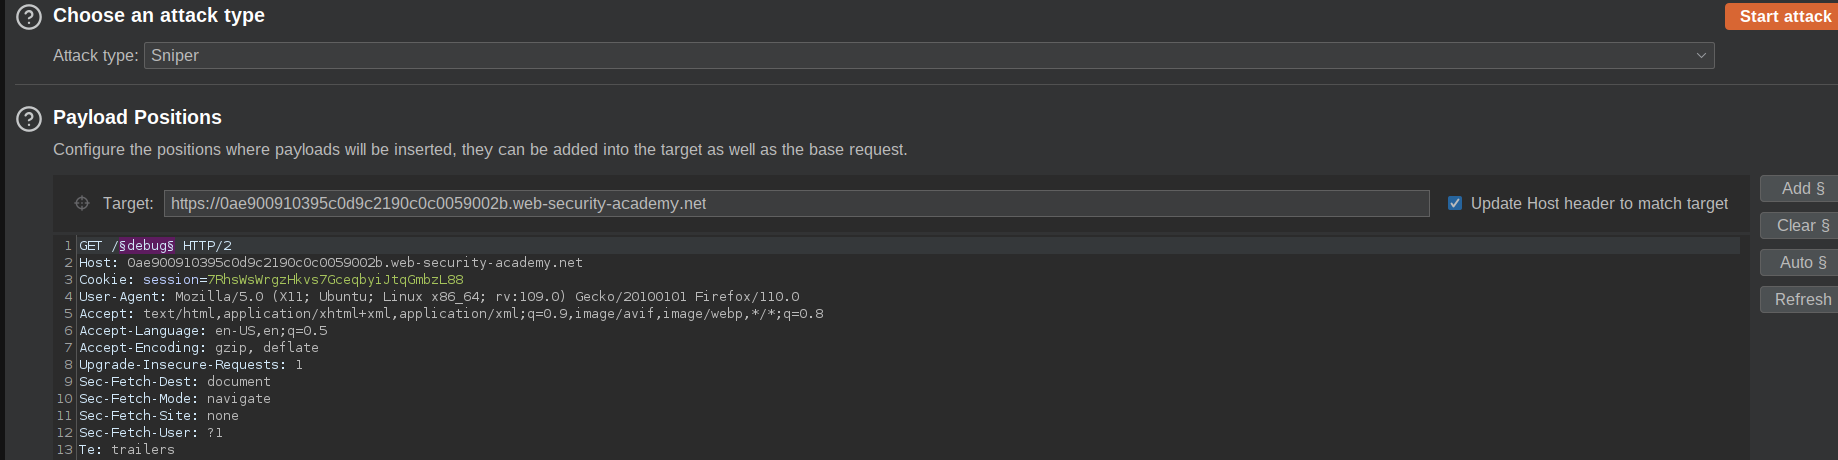 Choose an attack type
Start attack
Attack type: Sniper
Payload Positions
Configure the positions where payloads will be inserted, they can be added into the target as well as the base request.
Target: https://0ae900910395c0d9c2190c0c0059002b.web-security-academy.net
Update Host header to match target
Add §
Clear §
Auto §
Refresh
1 GET /§debug§ HTTP/2
2 Host: 0ae900910395c0d9c2190c0c0059002b.web-security-academy.net
3 Cookie: session=7RhsWsWrgzHkvs7GceqbyiJtqGmbzL88
4 User-Agent: Mozilla/5.0 (X11; Ubuntu; Linux x86_64; rv:109.0) Gecko/20100101 Firefox/110.0
5 Accept: text/html,application/xhtml+xml,application/xml;q=0.9,image/avif,image/webp,*/*;q=0.8
6 Accept-Language: en-US,en;q=0.5
7 Accept-Encoding: gzip, deflate
8 Upgrade-Insecure-Requests: 1
9 Sec-Fetch-Dest: document
10 Sec-Fetch-Mode: navigate
11 Sec-Fetch-Site: none
12 Sec-Fetch-User: ?1
13 Te: trailers